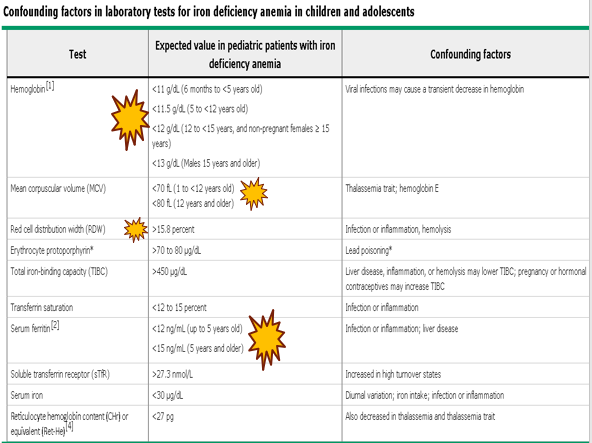 Confounding factors in laboratory tests for iron deficiency anemia in children and adolescents
Test
Expected value in pediatric patients with iron
deficiency anemia
Confounding factors
Hemoglobin[1]
<11 g/dL (6 months to <5 years old)
<11.5 g/dL (5 to <12 years old)
<12 g/dL (12 to <15 years, and non-pregnant females ≥ 15
years)
<13 g/dL (Males 15 years and older)
Viral infections may cause a transient decrease in hemoglobin
Mean corpuscular volume (MCV)
<70 fL (1 to <12 years old)
<80 fL (12 years and older)
Thalassemia trait; hemoglobin E
Red cell distribution width (RDW)
>15.8 percent
Infection or inflammation, hemolysis
Erythrocyte protoporphyrin*
>70 to 80 µg/dL
Lead poisoning*
Total iron-binding capacity (TIBC)
>450 µg/dL
Liver disease, inflammation, or hemolysis may lower TIBC; pregnancy or hormonal
contraceptives may increase TIBC
Transferrin saturation
<12 to 15 percent
Infection or inflammation
Serum ferritin[2]
<12 ng/mL (up to 5 years old)
<15 ng/mL (5 years and older)
Infection or inflammation; liver disease
Soluble transferrin receptor (sTfR)
>27.3 nmol/L
Increased in high turnover states
Serum iron
<30 µg/dL
Diurnal variation; iron intake; infection or inflammation
Reticulocyte hemoglobin content (CHr) or
equivalent (Ret-He)[4]
<27 pg
Also decreased in thalassemia and thalassemia trait